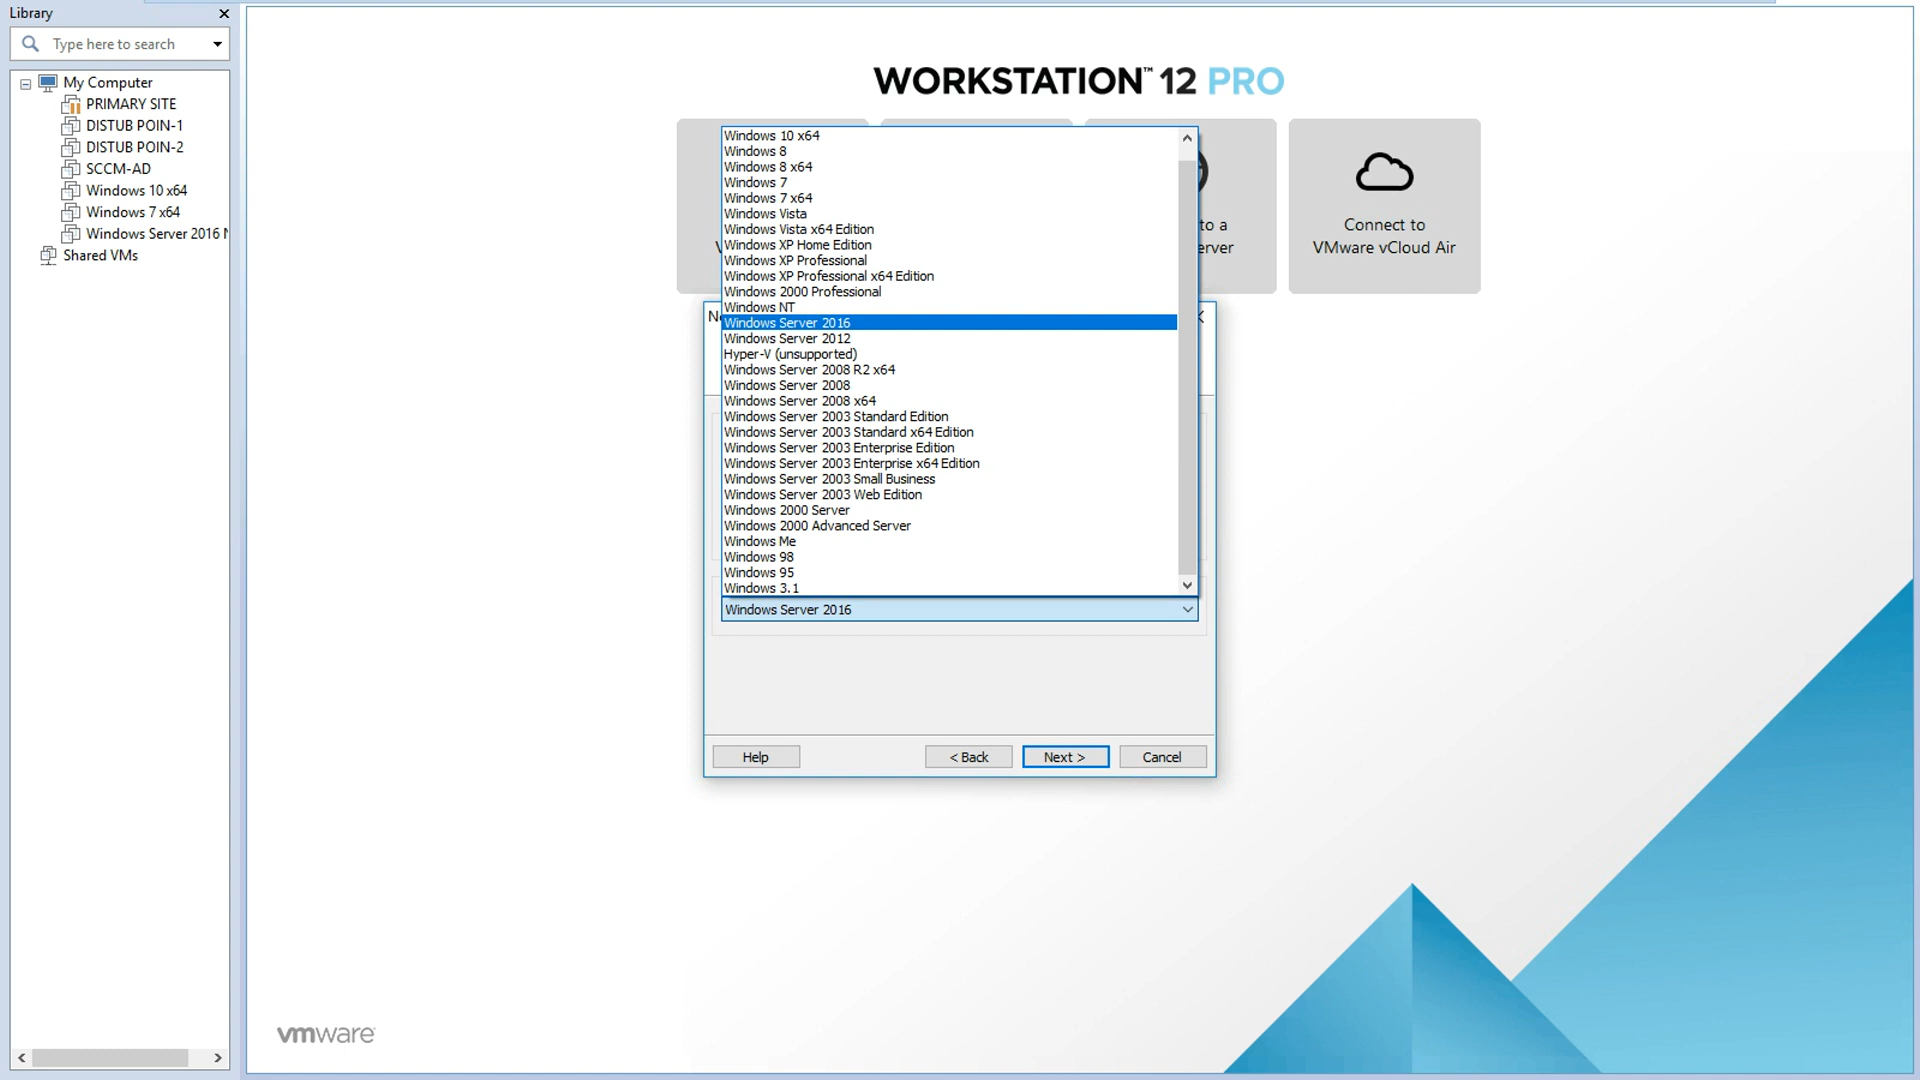 Library
Type here to search
My Computer
PRIMARY SITE
DISTUB POIN-1
DISTUB POIN-2
SCCM-AD
Windows 10 x64
Windows 7 x64
Windows Server 2016
Shared VMs
WORKSTATION™ 12 PRO
to a
erver
Connect to
VMware vCloud Air
Windows 10 x64
Windows 8
Windows 8 x64
Windows 7
Windows 7 x64
Windows Vista
Windows Vista x64 Edition
Windows XP Home Edition
Windows XP Professional
Windows XP Professional x64 Edition
Windows 2000 Professional
Windows NT
Windows Server 2016
Windows Server 2012
Hyper-V (unsupported)
Windows Server 2008 R2 x64
Windows Server 2008
Windows Server 2008 x64
Windows Server 2003 Standard Edition
Windows Server 2003 Standard x64 Edition
Windows Server 2003 Enterprise Edition
Windows Server 2003 Enterprise x64 Edition
Windows Server 2003 Small Business
Windows Server 2003 Web Edition
Windows 2000 Server
Windows 2000 Advanced Server
Windows Me
Windows 98
Windows 95
Windows 3.1
Windows Server 2016
Help
< Back
Next >
Cancel
vmware